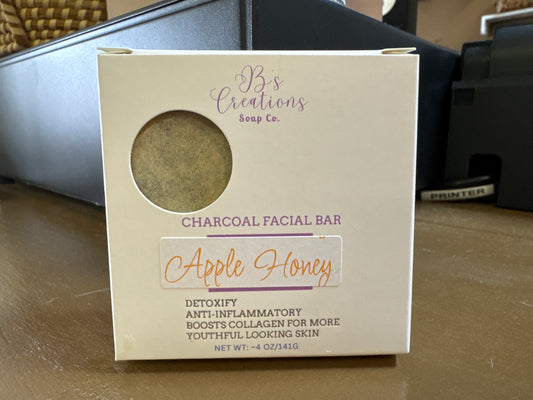 B's
Creations
Soap Co.
CHARCOAL FACIAL BAR
Apple Honey
DETOXIFY
ANTI-INFLAMMATORY
BOOSTS COLLAGEN FOR MORE
YOUTHFUL LOOKING SKIN
NET WT: ~4 OZ/141G
PRINTER